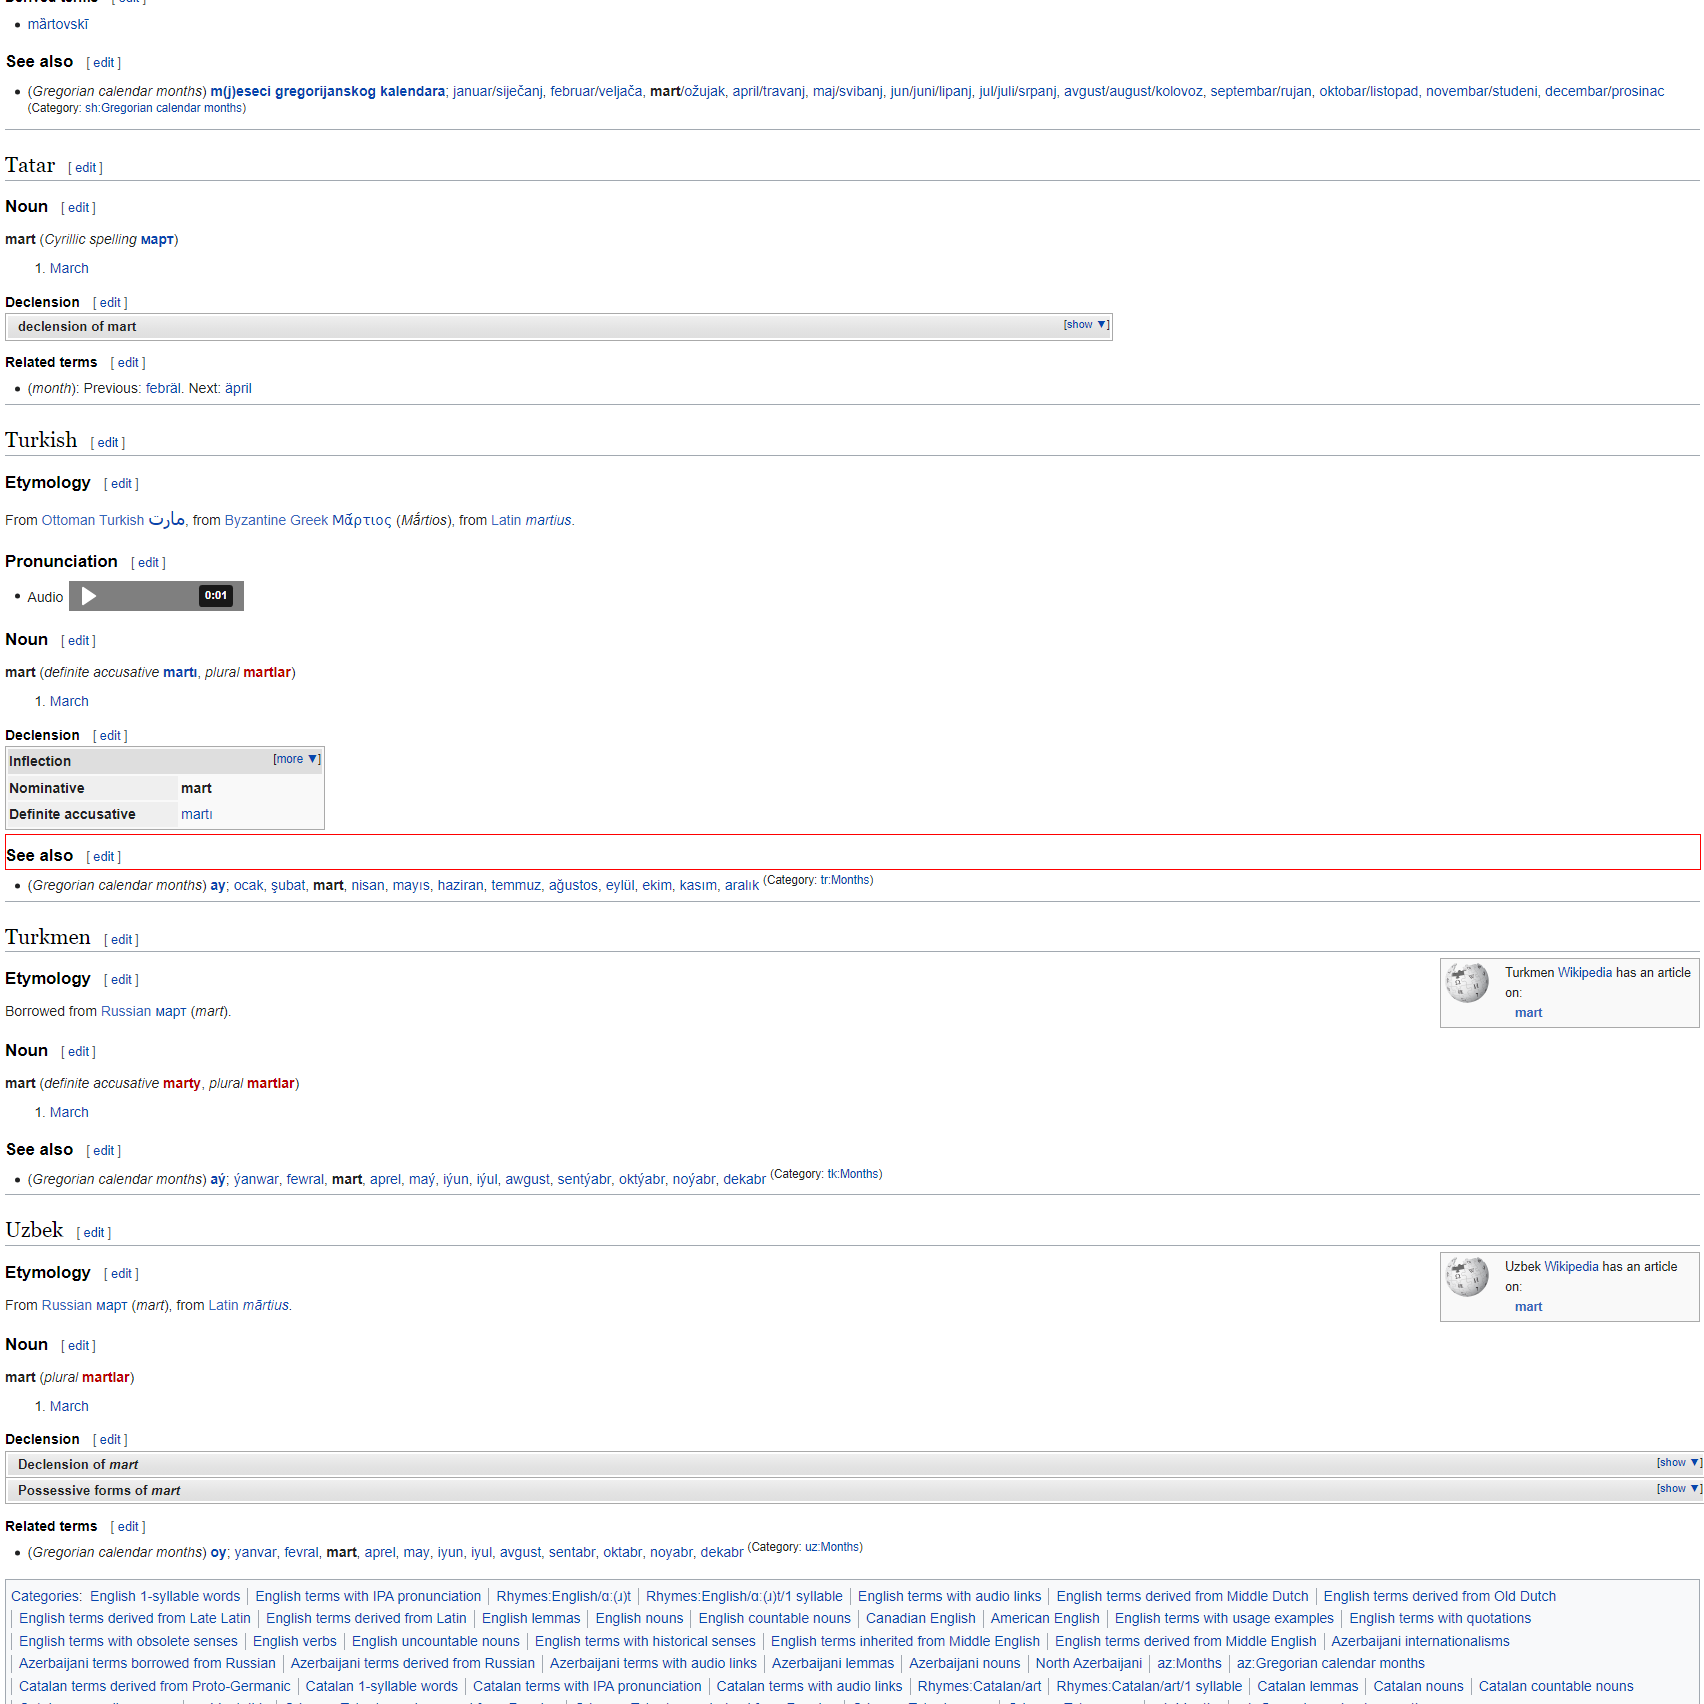 Derived terms [ edit ]
• mȁrtovskī
See also [ edit ]
• (Gregorian calendar months) m(j)eseci gregorijanskog kalendara; januar/siječanj, februar/veljača, mart/ožujak, april/travanj, maj/svibanj, jun/juni/lipanj, jul/juli/srpanj, avgust/august/kolovoz, septembar/rujan, oktobar/listopad, novembar/studeni, decembar/prosinac
(Category: sh:Gregorian calendar months)
Tatar [ edit ]
Noun [ edit ]
mart (Cyrillic spelling март)
1. March
Declension [ edit ]
declension of mart [show ▼]
Related terms [ edit ]
• (month): Previous: febräl. Next: äpril
Turkish [ edit ]
Etymology [ edit ]
From Ottoman Turkish مارت, from Byzantine Greek Μᾰ́ρτιος (Mắrtios), from Latin martius.
Pronunciation [ edit ]
• Audio 0:01
Noun [ edit ]
mart (definite accusative martı, plural martlar)
1. March
Declension [ edit ]
Inflection [more ▼]
Nominative mart
Definite accusative martı
See also [ edit ]
• (Gregorian calendar months) ay; ocak, şubat, mart, nisan, mayıs, haziran, temmuz, ağustos, eylül, ekim, kasım, aralık (Category: tr:Months)
Turkmen [ edit ]
Etymology [ edit ]
Turkmen Wikipedia has an article
on:
mart
Borrowed from Russian март (mart).
Noun [ edit ]
mart (definite accusative marty, plural martlar)
1. March
See also [ edit ]
• (Gregorian calendar months) aý; ýanwar, fewral, mart, aprel, maý, iýun, iýul, awgust, sentýabr, oktýabr, noýabr, dekabr (Category: tk:Months)
Uzbek [ edit ]
Etymology [ edit ]
Uzbek Wikipedia has an article
on:
mart
From Russian март (mart), from Latin mārtius.
Noun [ edit ]
mart (plural martlar)
1. March
Declension [ edit ]
Declension of mart [show ▼]
Possessive forms of mart [show ▼]
Related terms [ edit ]
• (Gregorian calendar months) oy; yanvar, fevral, mart, aprel, may, iyun, iyul, avgust, sentabr, oktabr, noyabr, dekabr (Category: uz:Months)
Categories: English 1-syllable words | English terms with IPA pronunciation | Rhymes:English/ɑː(ɹ)t | Rhymes:English/ɑː(ɹ)t/1 syllable | English terms with audio links | English terms derived from Middle Dutch | English terms derived from Old Dutch
| English terms derived from Late Latin | English terms derived from Latin | English lemmas | English nouns | English countable nouns | Canadian English | American English | English terms with usage examples | English terms with quotations
| English terms with obsolete senses | English verbs | English uncountable nouns | English terms with historical senses | English terms inherited from Middle English | English terms derived from Middle English | Azerbaijani internationalisms
| Azerbaijani terms borrowed from Russian | Azerbaijani terms derived from Russian | Azerbaijani terms with audio links | Azerbaijani lemmas | Azerbaijani nouns | North Azerbaijani | az:Months | az:Gregorian calendar months
| Catalan terms derived from Proto-Germanic | Catalan 1-syllable words | Catalan terms with IPA pronunciation | Catalan terms with audio links | Rhymes:Catalan/art | Rhymes:Catalan/art/1 syllable | Catalan lemmas | Catalan nouns | Catalan countable nouns